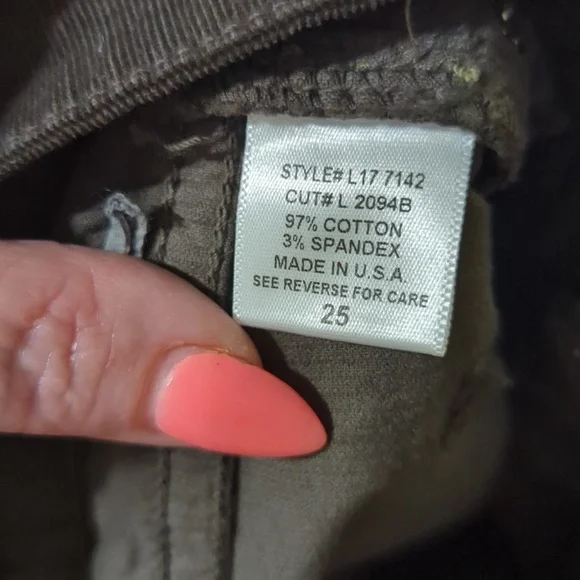 STYLE# L17 7142
CUT# L 2094B
97% COTTON
3% SPANDEX
MADE IN U.S.A.
SEE REVERSE FOR CARE
25